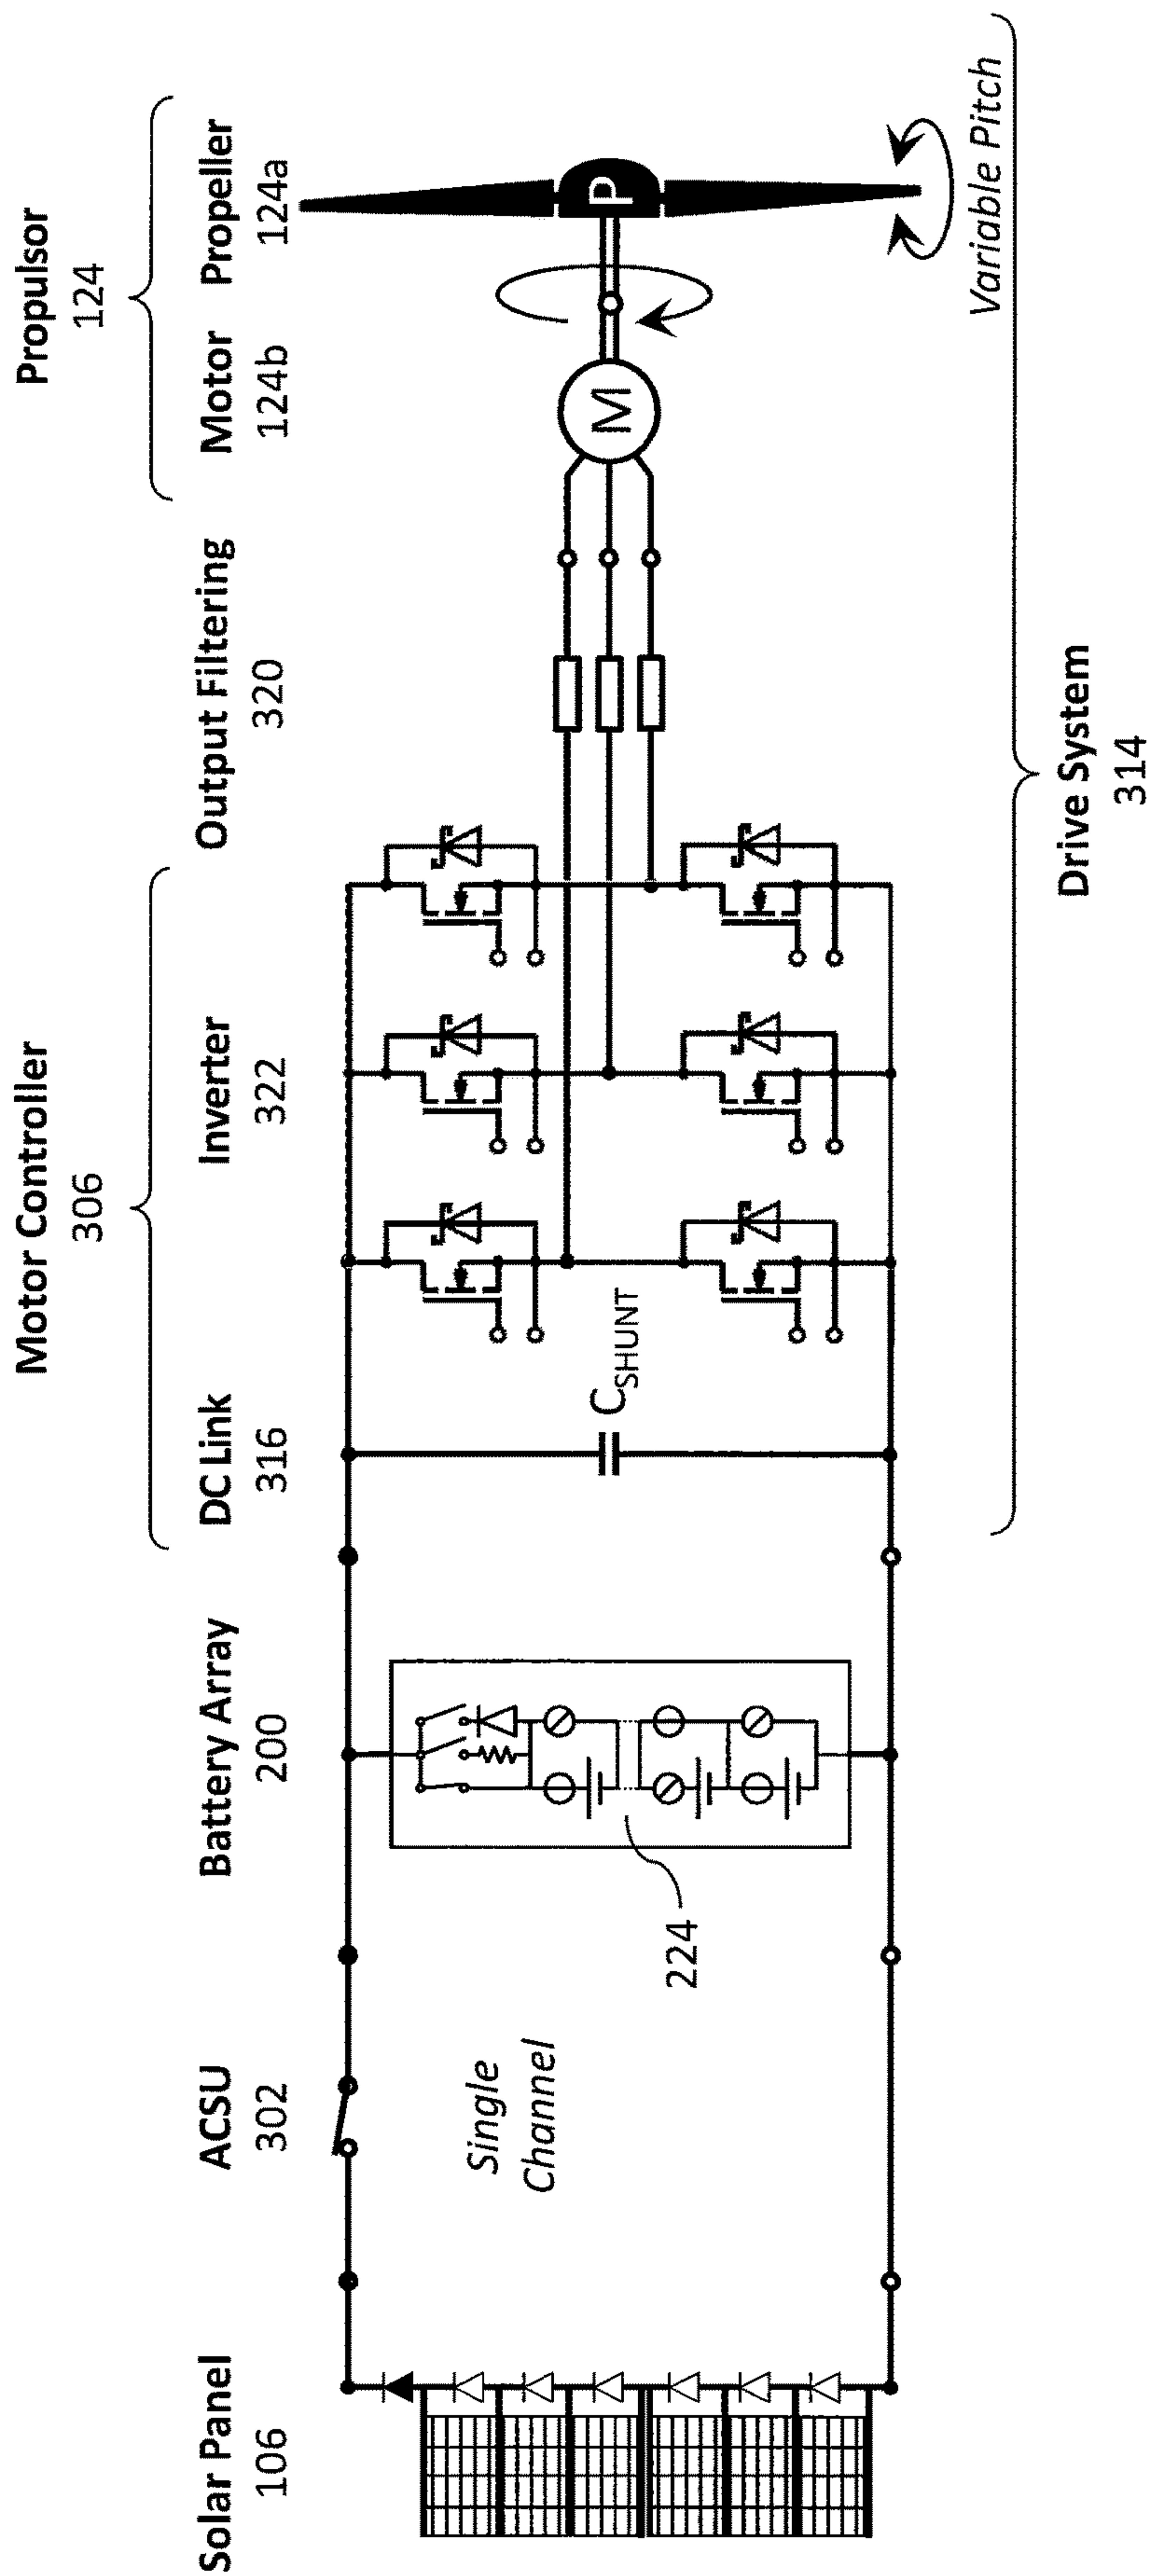 Propulsor
124
Motor Controller
306
Solar Panel
106
ACSU
302
Battery Array
200
DC Link
316
Inverter
322
Output Filtering
320
Motor
124b
Propeller
124a
Single
Channel
224
C_SHUNT
M
P
Variable Pitch
Drive System
314